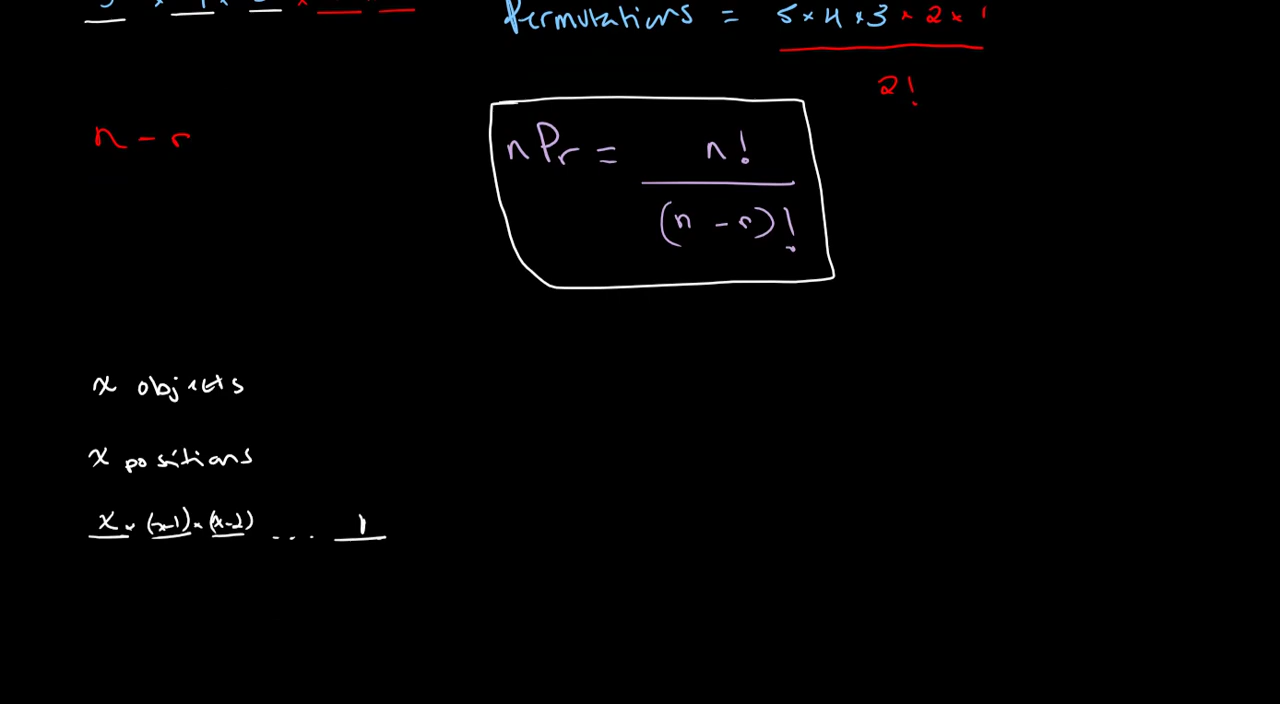 Permutations = 5 × 4 × 3 × 2 × 1
2!
n - r
nPr = n!
(n - r)!
x objects
x positions
x × (x-1) × (x-2) ... 1